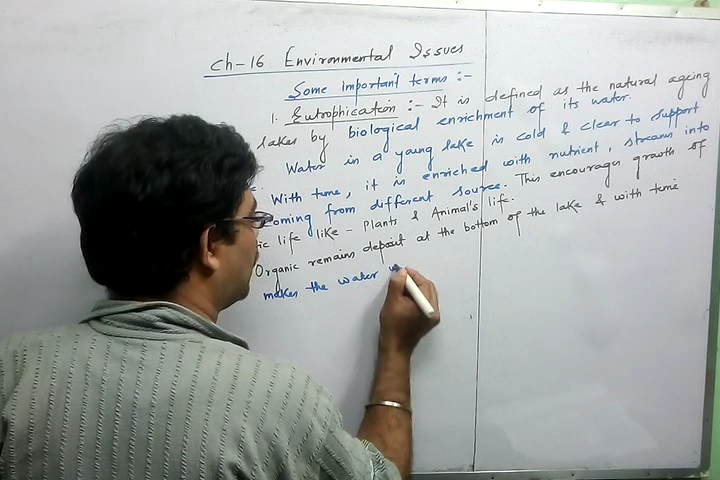 Ch-16 Environmental Issues
Some important terms :-
1. Eutrophication :- It is defined as the natural ageing
lakes by biological enrichment of its water.
Water in a young lake is cold & clear to support
With time, it is enriched with nutrient, streams into
coming from different source. This encourages growth of
ic life like - Plants & Animal's life.
Organic remains deposit at the bottom of the lake & with time
makes the water